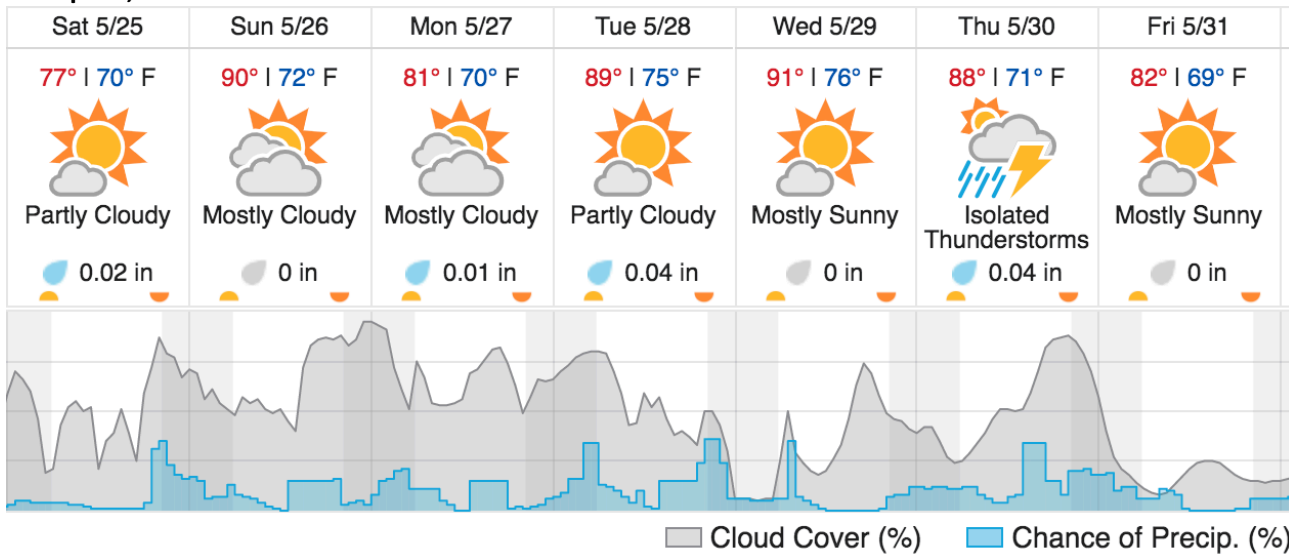 Sat 5/25 Sun 5/26 Mon 5/27 Tue 5/28 Wed 5/29 Thu 5/30 Fri 5/31
77° | 70° F 90° | 72° F 81° | 70° F 89° | 75° F 91° | 76° F 88° | 71° F 82° | 69° F
Partly Cloudy Mostly Cloudy Mostly Cloudy Partly Cloudy Mostly Sunny Isolated Thunderstorms Mostly Sunny
0.02 in 0 in 0.01 in 0.04 in 0 in 0.04 in 0 in
Cloud Cover (%) Chance of Precip. (%)